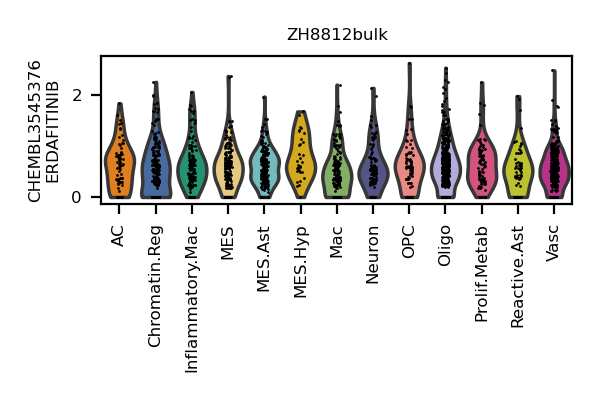 ZH8812bulk
CHEMBL3545376
ERDAFITINIB
2
0
AC
Chromatin.Reg
Inflammatory.Mac
MES
MES.Ast
MES.Hyp
Mac
Neuron
OPC
Oligo
Prolif.Metab
Reactive.Ast
Vasc